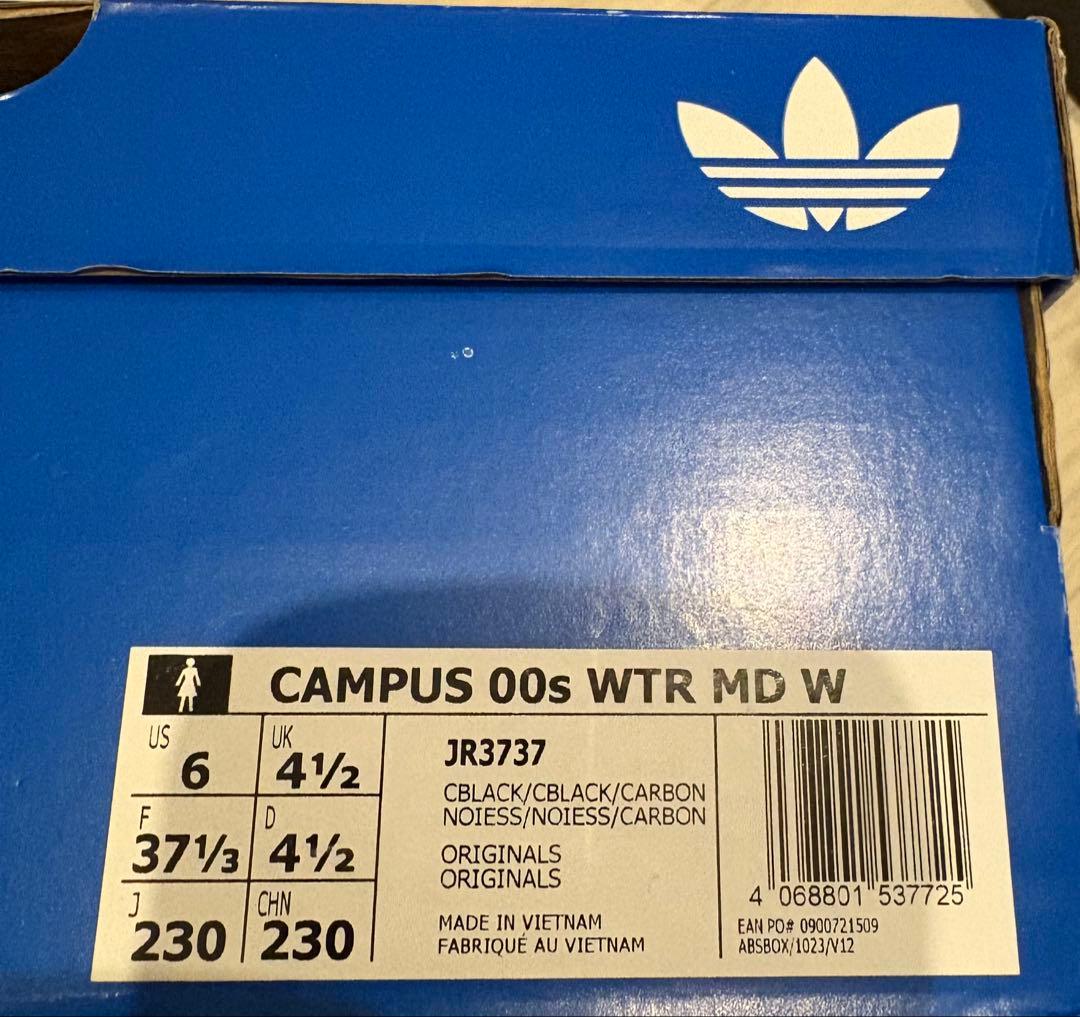 CAMPUS 00s WTR MD W
US
6
UK
4½
F
37⅓
D
4½
J
230
CHN
230
JR3737
CBLACK/CBLACK/CARBON
NOIESS/NOIESS/CARBON
ORIGINALS
ORIGINALS
MADE IN VIETNAM
FABRIQUÉ AU VIETNAM
4 068801 537725
EAN PO# 0900721509
ABSBOX/1023/V12